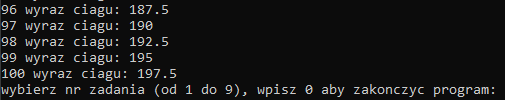 96 wyraz ciagu: 187.5
97 wyraz ciagu: 190
98 wyraz ciagu: 192.5
99 wyraz ciagu: 195
100 wyraz ciagu: 197.5
wybierz nr zadania (od 1 do 9), wpisz 0 aby zakonczyc program: